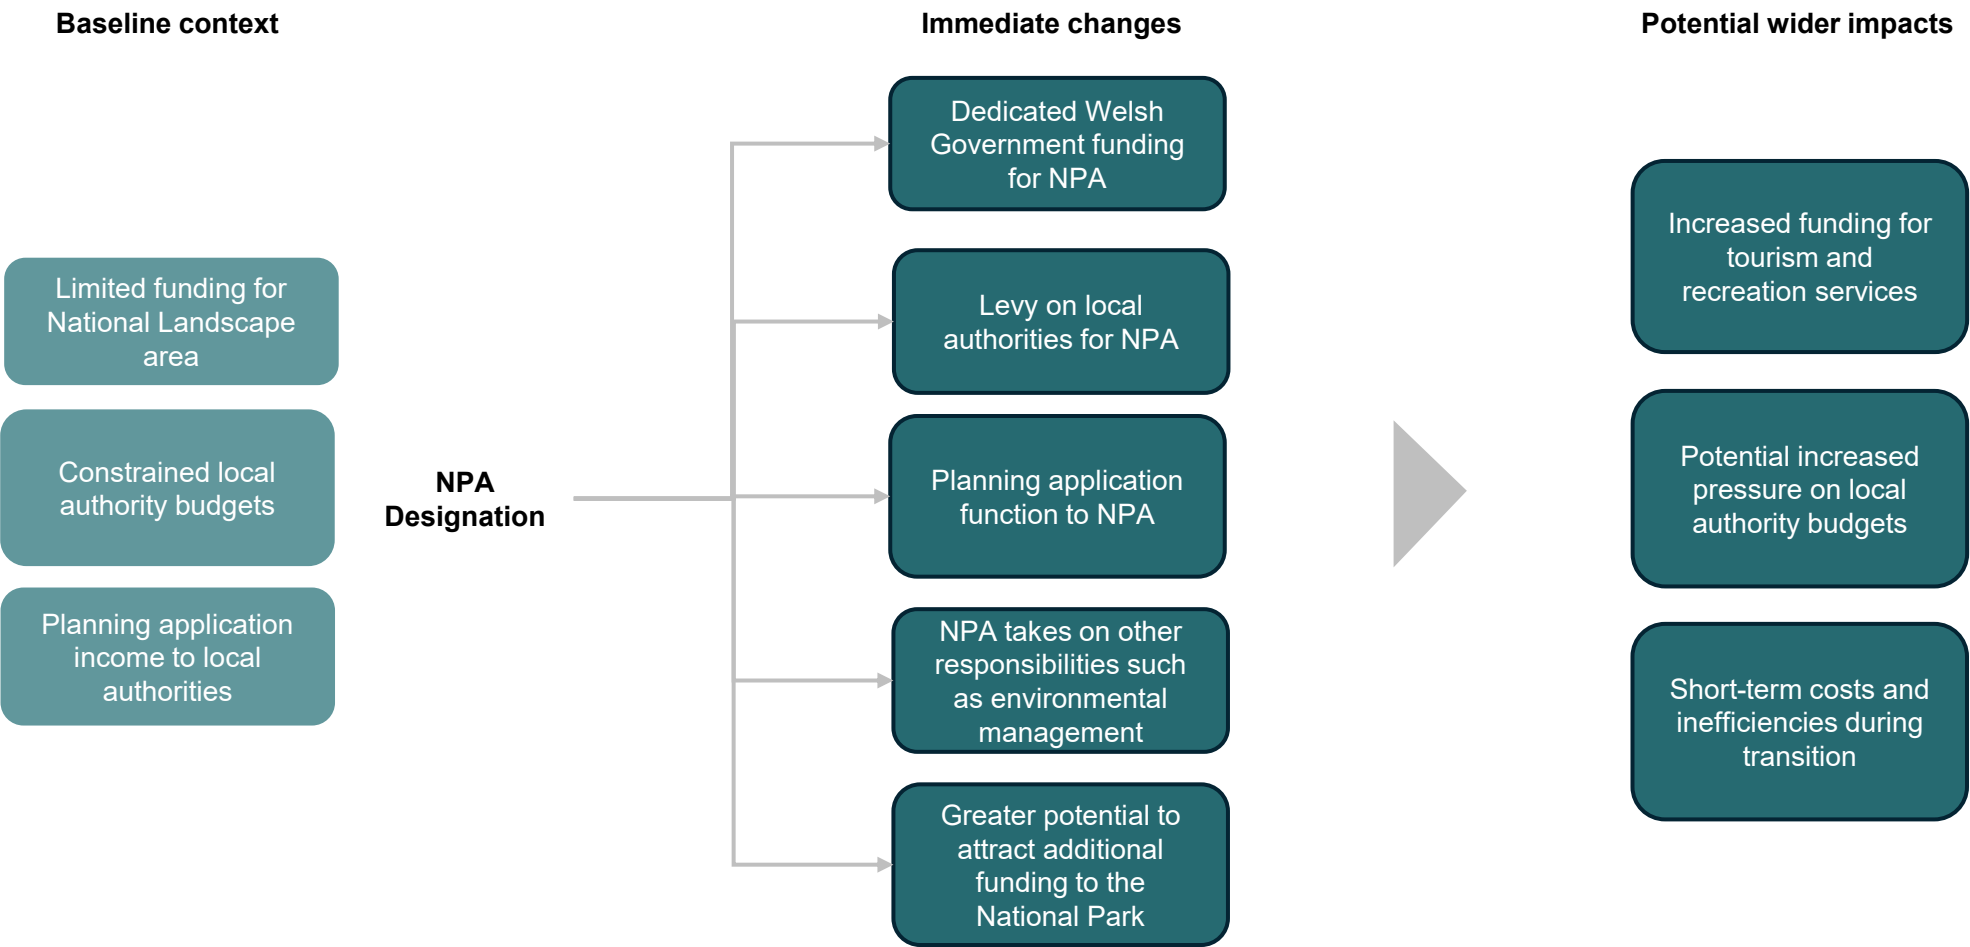 Baseline context
Immediate changes
Potential wider impacts
Limited funding for
National Landscape
area
Constrained local
authority budgets
Planning application
income to local
authorities
NPA
Designation
Dedicated Welsh
Government funding
for NPA
Levy on local
authorities for NPA
Planning application
function to NPA
NPA takes on other
responsibilities such
as environmental
management
Greater potential to
attract additional
funding to the
National Park
Increased funding for
tourism and
recreation services
Potential increased
pressure on local
authority budgets
Short-term costs and
inefficiencies during
transition